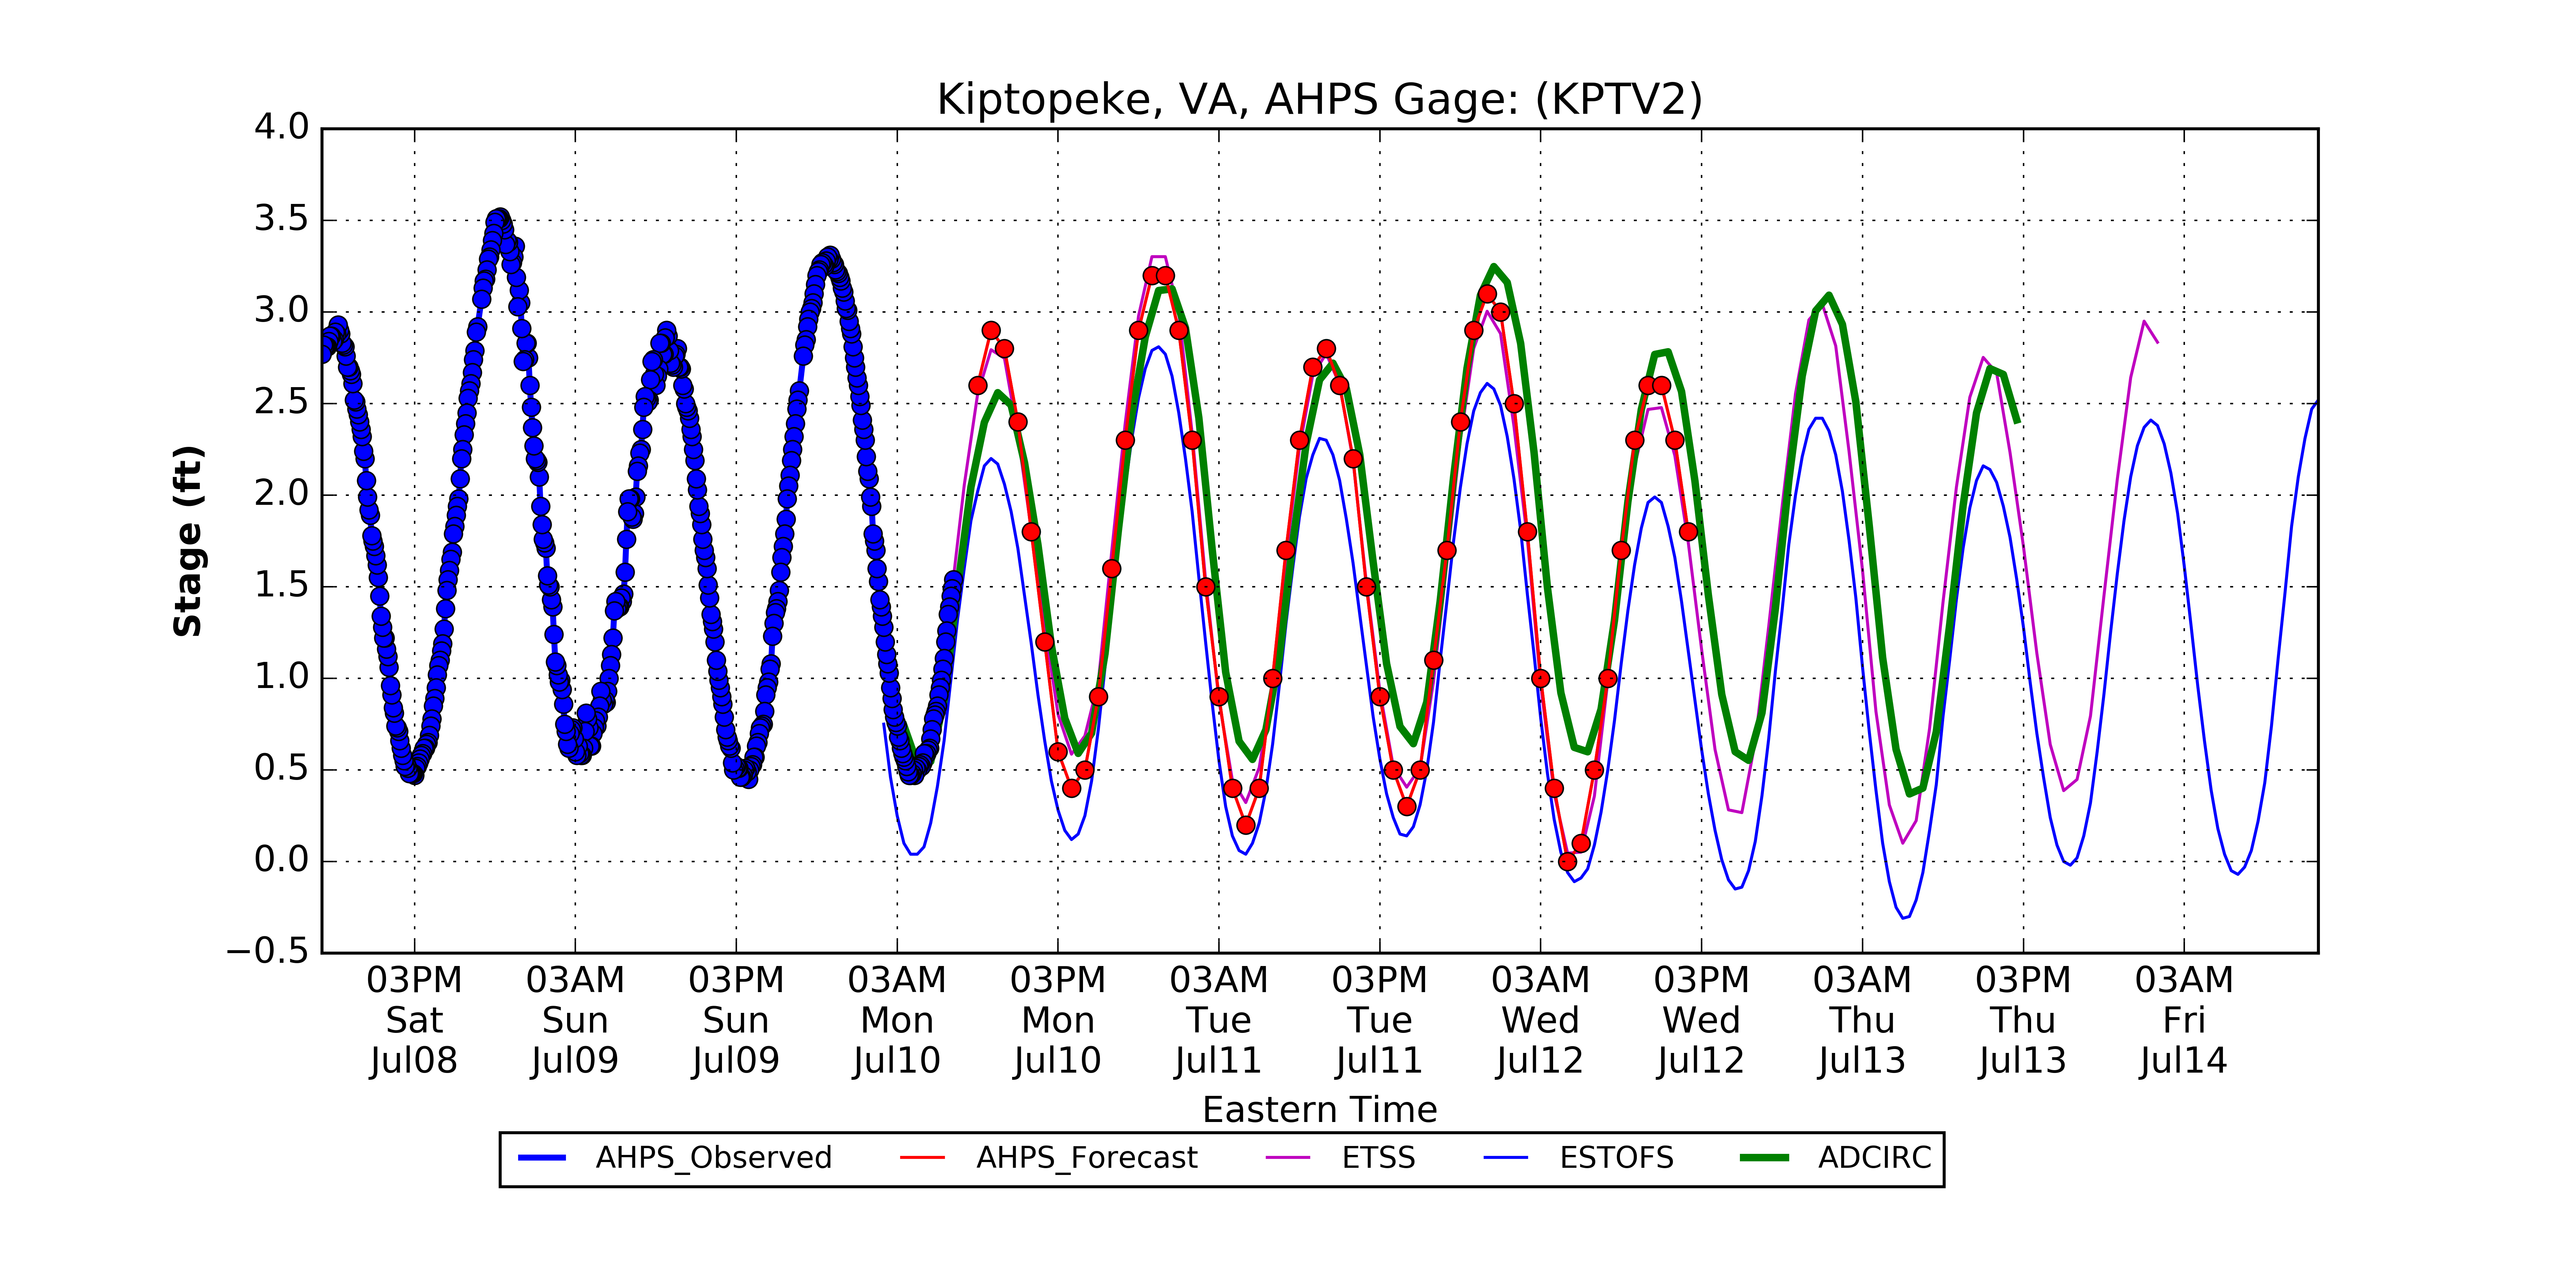 Kiptopeke, VA, AHPS Gage: (KPTV2)
4.0
3.5
3.0
2.5
2.0
1.5
1.0
0.5
0.0
−0.5
Stage (ft)
03PM 03AM 03PM 03AM 03PM 03AM 03PM 03AM 03PM 03AM 03PM 03AM
Sat Sun Sun Mon Mon Tue Tue Wed Wed Thu Thu Fri
Jul08 Jul09 Jul09 Jul10 Jul10 Jul11 Jul11 Jul12 Jul12 Jul13 Jul13 Jul14
Eastern Time
AHPS_Observed AHPS_Forecast ETSS ESTOFS ADCIRC